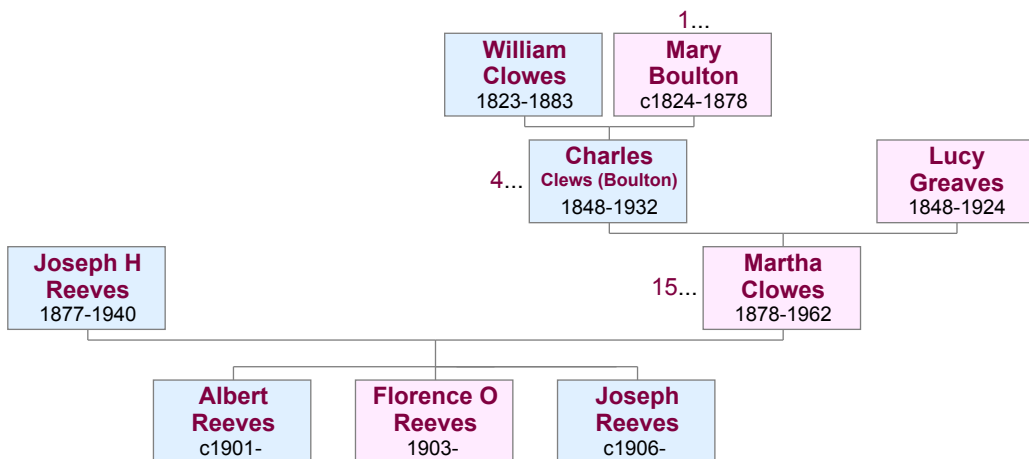 1...
William
Clowes
1823-1883
Mary
Boulton
c1824-1878
4...
Charles
Clews (Boulton)
1848-1932
Lucy
Greaves
1848-1924
Joseph H
Reeves
1877-1940
15...
Martha
Clowes
1878-1962
Albert
Reeves
c1901-
Florence O
Reeves
1903-
Joseph
Reeves
c1906-